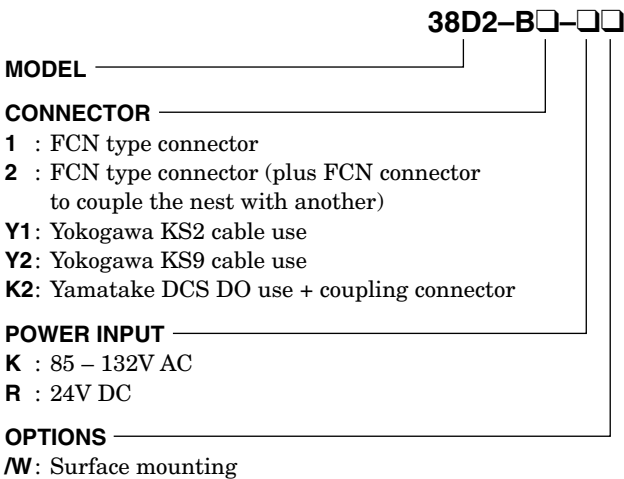 38D2–B❏–❏❏
MODEL
CONNECTOR
1 : FCN type connector
2 : FCN type connector (plus FCN connector
to couple the nest with another)
Y1: Yokogawa KS2 cable use
Y2: Yokogawa KS9 cable use
K2: Yamatake DCS DO use + coupling connector
POWER INPUT
K : 85 – 132V AC
R : 24V DC
OPTIONS
/W: Surface mounting